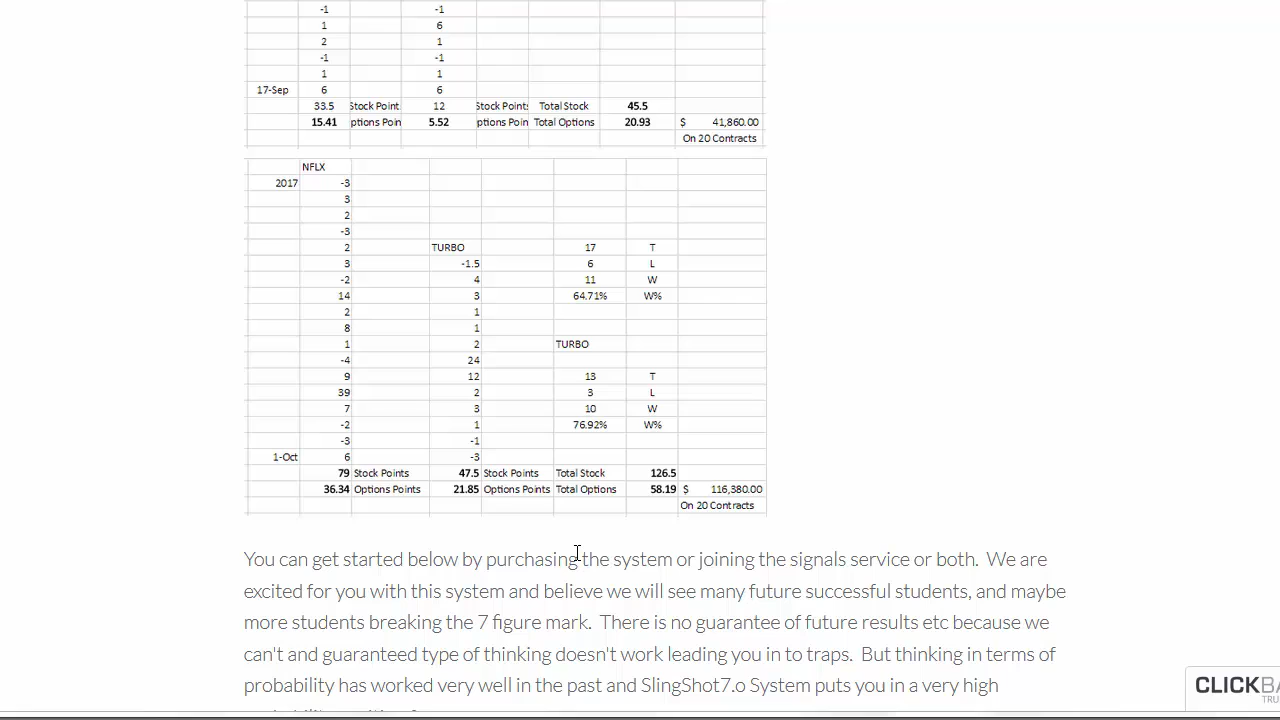 -1 -1
1 6
2 1
-1 -1
1 1
17-Sep 6 6
33.5 Stock Point 12 Stock Point: Total Stock 45.5
15.41 ptions Poin 5.52 ptions Poin Total Options 20.93 $ 41,860.00
On 20 Contracts
NFLX
2017 -3
3
2
-3
2 TURBO 17 T
3 -1.5 6 L
-2 4 11 W
14 3 64.71% W%
2 1
8 1
1 2 TURBO
-4 24
9 12 13 T
39 2 3 L
7 3 10 W
-2 1 76.92% W%
-3 -1
1-Oct 6 -3
79 Stock Points 47.5 Stock Points Total Stock 126.5
36.34 Options Points 21.85 Options Points Total Options 58.19 $ 116,380.00
On 20 Contracts
You can get started below by purchasing the system or joining the signals service or both. We are
excited for you with this system and believe we will see many future successful students, and maybe
more students breaking the 7 figure mark. There is no guarantee of future results etc because we
can't and guaranteed type of thinking doesn't work leading you in to traps. But thinking in terms of
probability has worked very well in the past and SlingShot7.o System puts you in a very high
CLICKBA
TRU